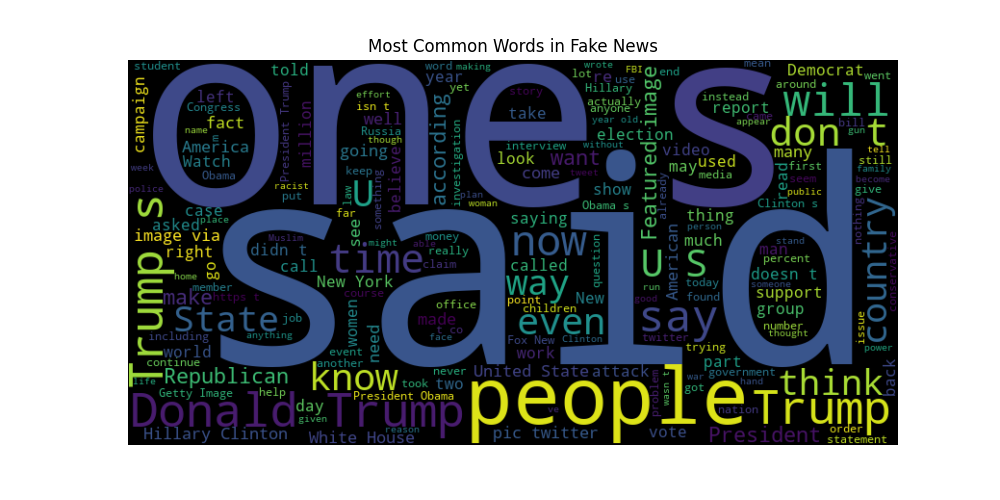 Most Common Words in Fake News
one s
said
people
Donald Trump
Trump
Trump s
will
don t
know
think
State
time
now
way
even
say
U S
U
country
student
told
left
Congress
fact
name
America
Watch
Obama
campaign
week
police
racist
put
President Trump
million
year
effort
isn t
well
Russia
though
going
keep
law
something
believe
according
investigation
word
making
yet
wrote
FBI
lot
re
use
end
Hillary
actually
anyone
story
year old
take
interview
without
election
look
want
tweet
come
plan
woman
show
Obama s
Featured image
already
video
may
used
media
instead
report
came
appear
mean
around
Democrat
went
bill
gun
many
tell
first
still
read
family
seem
become
public
give
Clinton s
nothing
case
place
asked
image via
right
go
Muslim
didn t
far
see
might
able
money
really
claim
call
New York
home
https t
member
make
course
job
including
anything
world
continue
women
need
event
another
made
t co
face
office
saying
called
point
children
New
question
Fox New
Clinton
work
American
thing
person
much
man
percent
stand
doesn t
today
someone
found
support
run
good
group
twitter
number
thought
issue
conservative
power
trying
part
government
back
war
got
hand
problem
wasn t
nation
vote
United State
attack
never
took
two
President Obama
Republican
life
Getty Image
help
day
given
reason
Hillary Clinton
White House
pic twitter
ve
President
order
statement